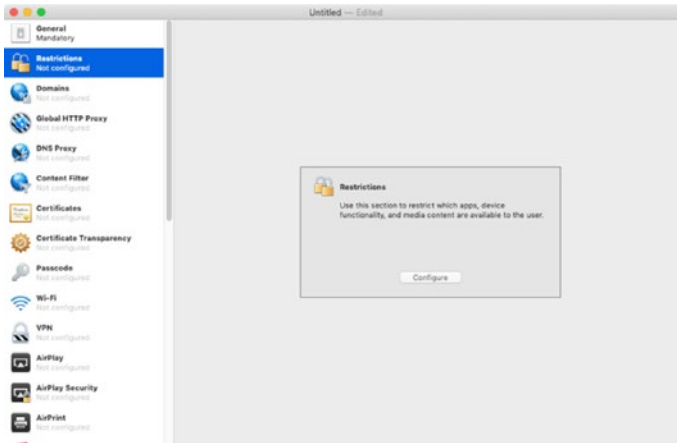 Untitled — Edited
General
Mandatory
Restrictions
Not configured
Domains
Not configured
Global HTTP Proxy
Not configured
DNS Proxy
Not configured
Content Filter
Not configured
Certificates
Not configured
Certificate Transparency
Not configured
Passcode
Not configured
Wi-Fi
Not configured
VPN
Not configured
AirPlay
Not configured
AirPlay Security
Not configured
AirPrint
Not configured
Restrictions
Use this section to restrict which apps, device
functionality, and media content are available to the user.
Configure